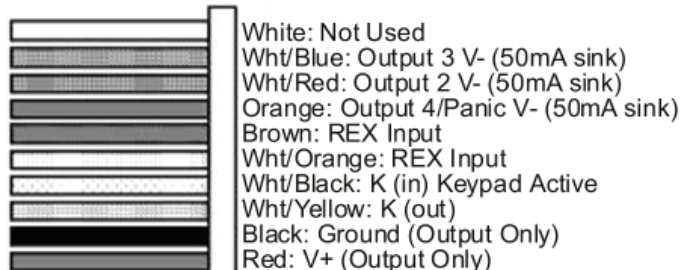 White: Not Used
Wht/Blue: Output 3 V- (50mA sink)
Wht/Red: Output 2 V- (50mA sink)
Orange: Output 4/Panic V- (50mA sink)
Brown: REX Input
Wht/Orange: REX Input
Wht/Black: K (in) Keypad Active
Wht/Yellow: K (out)
Black: Ground (Output Only)
Red: V+ (Output Only)